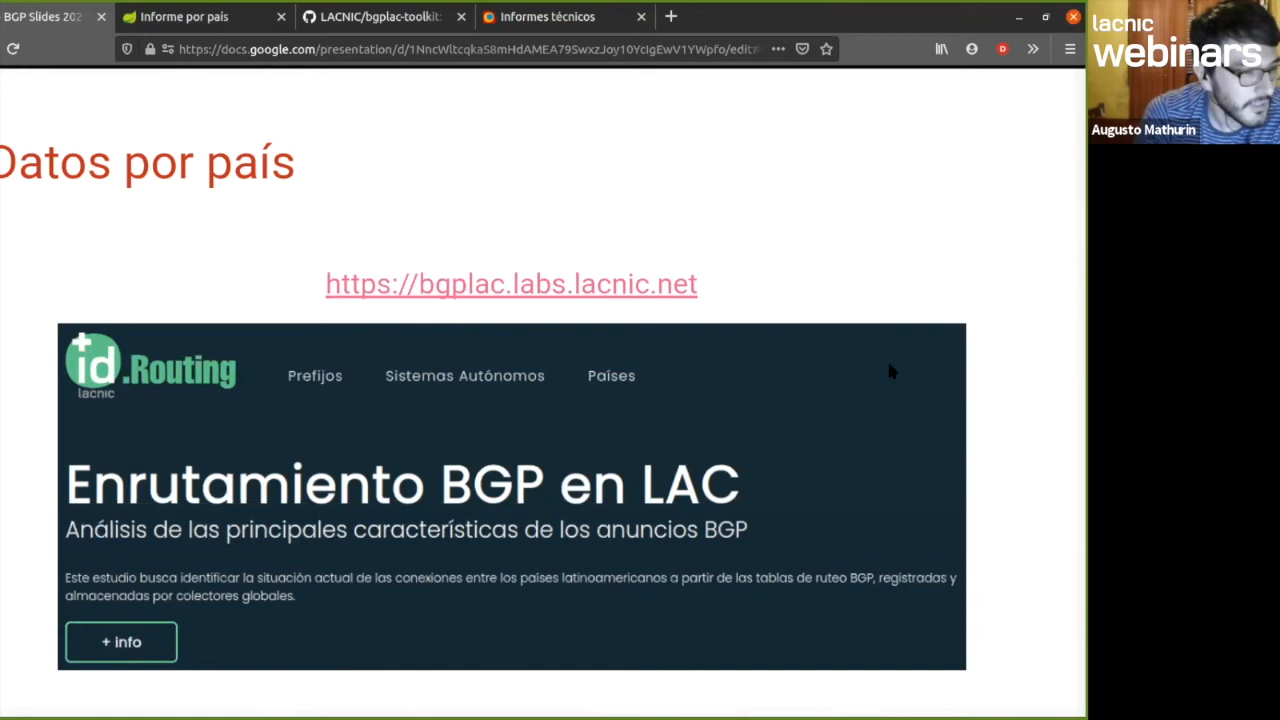 BGP Slides 202
Informe por país
LACNIC/bgplac-toolkit:
Informes técnicos
https://docs.google.com/presentation/d/1NncWltcqkaS8mHdAMEA79SwxzJoy10YcIgEwV1YWpfo/edit#
D
lacnic
webinars
Augusto Mathurin
Datos por país
https://bgplac.labs.lacnic.net
+id.Routing
lacnic
Prefijos
Sistemas Autónomos
Países
Enrutamiento BGP en LAC
Análisis de las principales características de los anuncios BGP
Este estudio busca identificar la situación actual de las conexiones entre los países latinoamericanos a partir de las tablas de ruteo BGP, registradas y
almacenadas por colectores globales.
+ info